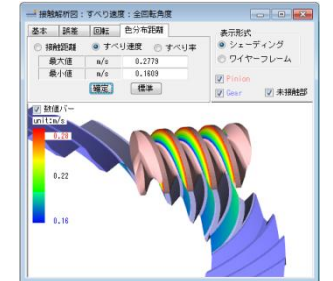 接触解析図：すべり速度：全回転角度
基本 誤差 回転 色分布距離
接触距離 すべり速度 すべり率
最大値 m/s 0.2779
最小値 m/s 0.1609
確定 標準
表示形式
シェーディング
ワイヤーフレーム
Pinion
Gear 未接触部
数値バー
unit:m/s
0.28
0.22
0.16